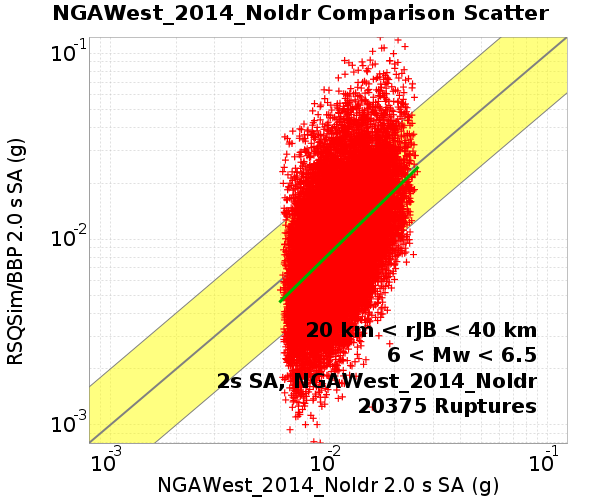 NGAWest_2014_NoIdr Comparison Scatter
10-1
10-2
10-3
RSQSim/BBP 2.0 s SA (g)
20 km < rJB < 40 km
6 < Mw < 6.5
2s SA, NGAWest_2014_NoIdr
20375 Ruptures
10-3
10-2
10-1
NGAWest_2014_NoIdr 2.0 s SA (g)